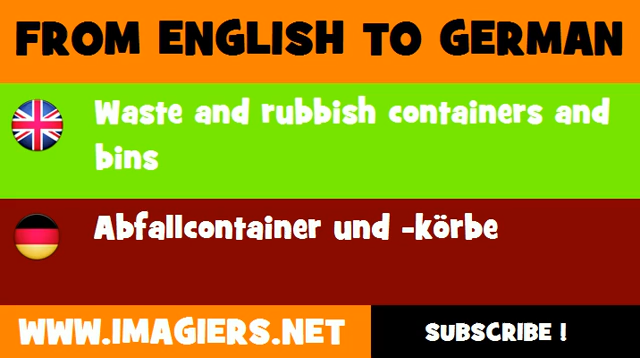 FROM ENGLISH TO GERMAN
Waste and rubbish containers and
bins
Abfallcontainer und -körbe
WWW.IMAGIERS.NET
SUBSCRIBE !